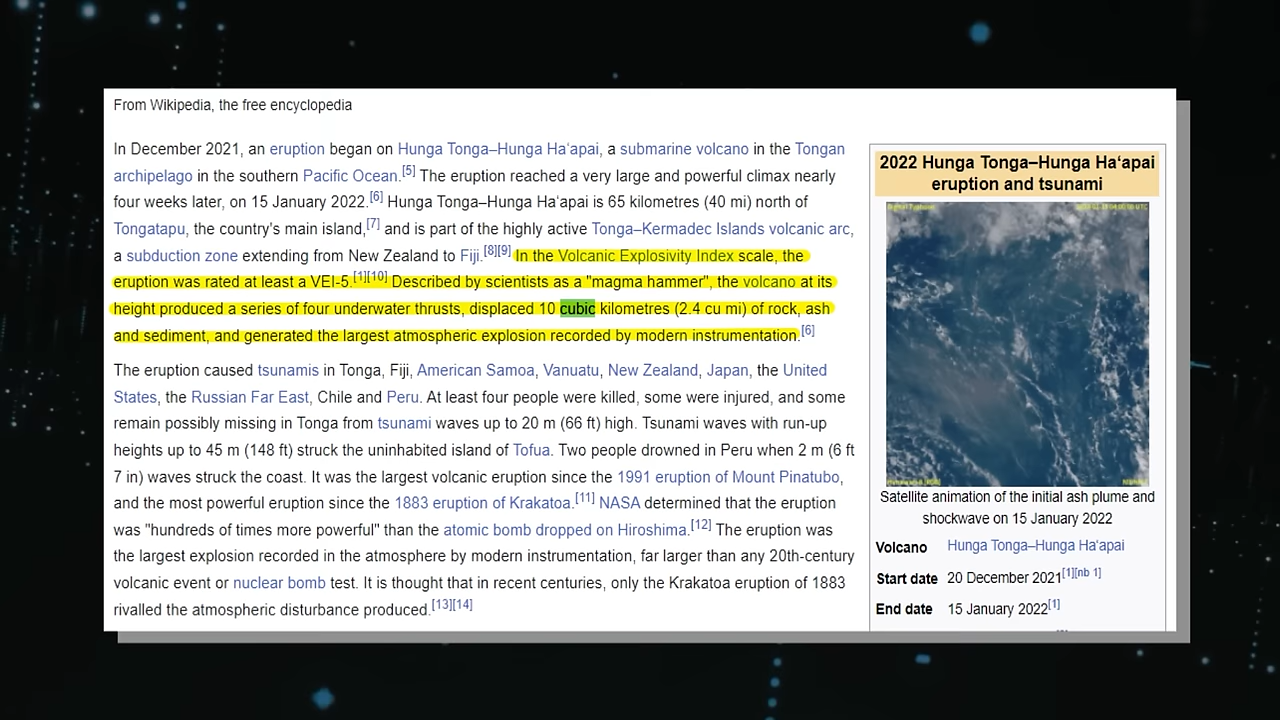 From Wikipedia, the free encyclopedia
In December 2021, an eruption began on Hunga Tonga–Hunga Haʻapai, a submarine volcano in the Tongan
archipelago in the southern Pacific Ocean.[5] The eruption reached a very large and powerful climax nearly
four weeks later, on 15 January 2022.[6] Hunga Tonga–Hunga Haʻapai is 65 kilometres (40 mi) north of
Tongatapu, the country's main island,[7] and is part of the highly active Tonga–Kermadec Islands volcanic arc,
a subduction zone extending from New Zealand to Fiji.[8][9] In the Volcanic Explosivity Index scale, the
eruption was rated at least a VEI-5.[1][10] Described by scientists as a "magma hammer", the volcano at its
height produced a series of four underwater thrusts, displaced 10 cubic kilometres (2.4 cu mi) of rock, ash
and sediment, and generated the largest atmospheric explosion recorded by modern instrumentation.[6]
The eruption caused tsunamis in Tonga, Fiji, American Samoa, Vanuatu, New Zealand, Japan, the United
States, the Russian Far East, Chile and Peru. At least four people were killed, some were injured, and some
remain possibly missing in Tonga from tsunami waves up to 20 m (66 ft) high. Tsunami waves with run-up
heights up to 45 m (148 ft) struck the uninhabited island of Tofua. Two people drowned in Peru when 2 m (6 ft
7 in) waves struck the coast. It was the largest volcanic eruption since the 1991 eruption of Mount Pinatubo,
and the most powerful eruption since the 1883 eruption of Krakatoa.[11] NASA determined that the eruption
was "hundreds of times more powerful" than the atomic bomb dropped on Hiroshima.[12] The eruption was
the largest explosion recorded in the atmosphere by modern instrumentation, far larger than any 20th-century
volcanic event or nuclear bomb test. It is thought that in recent centuries, only the Krakatoa eruption of 1883
rivalled the atmospheric disturbance produced.[13][14]
2022 Hunga Tonga–Hunga Haʻapai
eruption and tsunami
Satellite animation of the initial ash plume and
shockwave on 15 January 2022
Volcano Hunga Tonga–Hunga Haʻapai
Start date 20 December 2021[1][nb 1]
End date 15 January 2022[1]